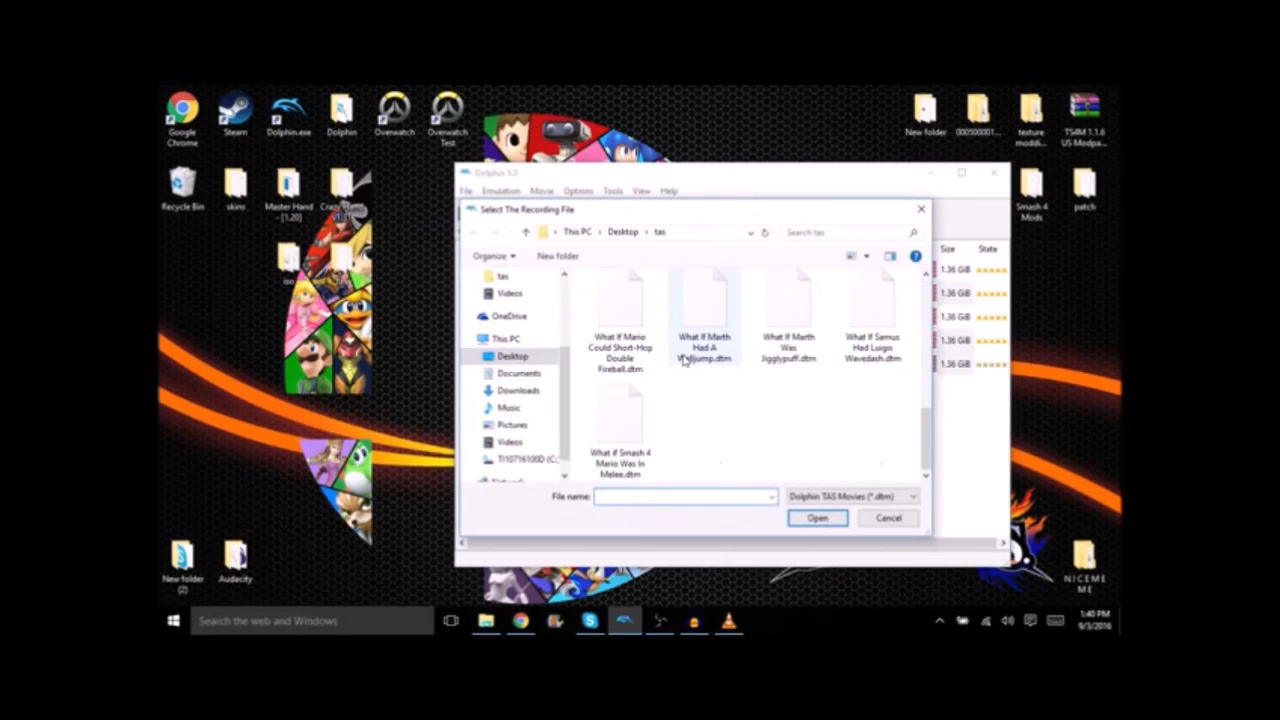 Google
Chrome
Steam
Dolphin.exe
Dolphin
Overwatch
Overwatch
Test
New folder
000500001...
texture
moddi...
TS4M 1.1.6
US Modpa...
Recycle Bin
skins
Master Hand
- [1.20]
Smash 4
Mods
patch
iso
New folder
(2)
Audacity
NICEME
ME
Dolphin 5.0
File Emulation Movie Options Tools View Help
Size State
1.36 GiB
1.36 GiB
1.36 GiB
1.36 GiB
1.36 GiB
Select The Recording File
This PC > Desktop > tas
Search tas
Organize
New folder
tas
Videos
OneDrive
This PC
Desktop
Documents
Downloads
Music
Pictures
Videos
TI10716100D (C:
What If Mario
Could Short-Hop
Double
Fireball.dtm
What If Marth
Had A
Walljump.dtm
What If Marth
Was
Jigglypuff.dtm
What If Samus
Had Luigis
Wavedash.dtm
What if Smash 4
Mario Was In
Melee.dtm
File name:
Dolphin TAS Movies (*.dtm)
Open
Cancel
Search the web and Windows
1:40 PM
9/3/2016